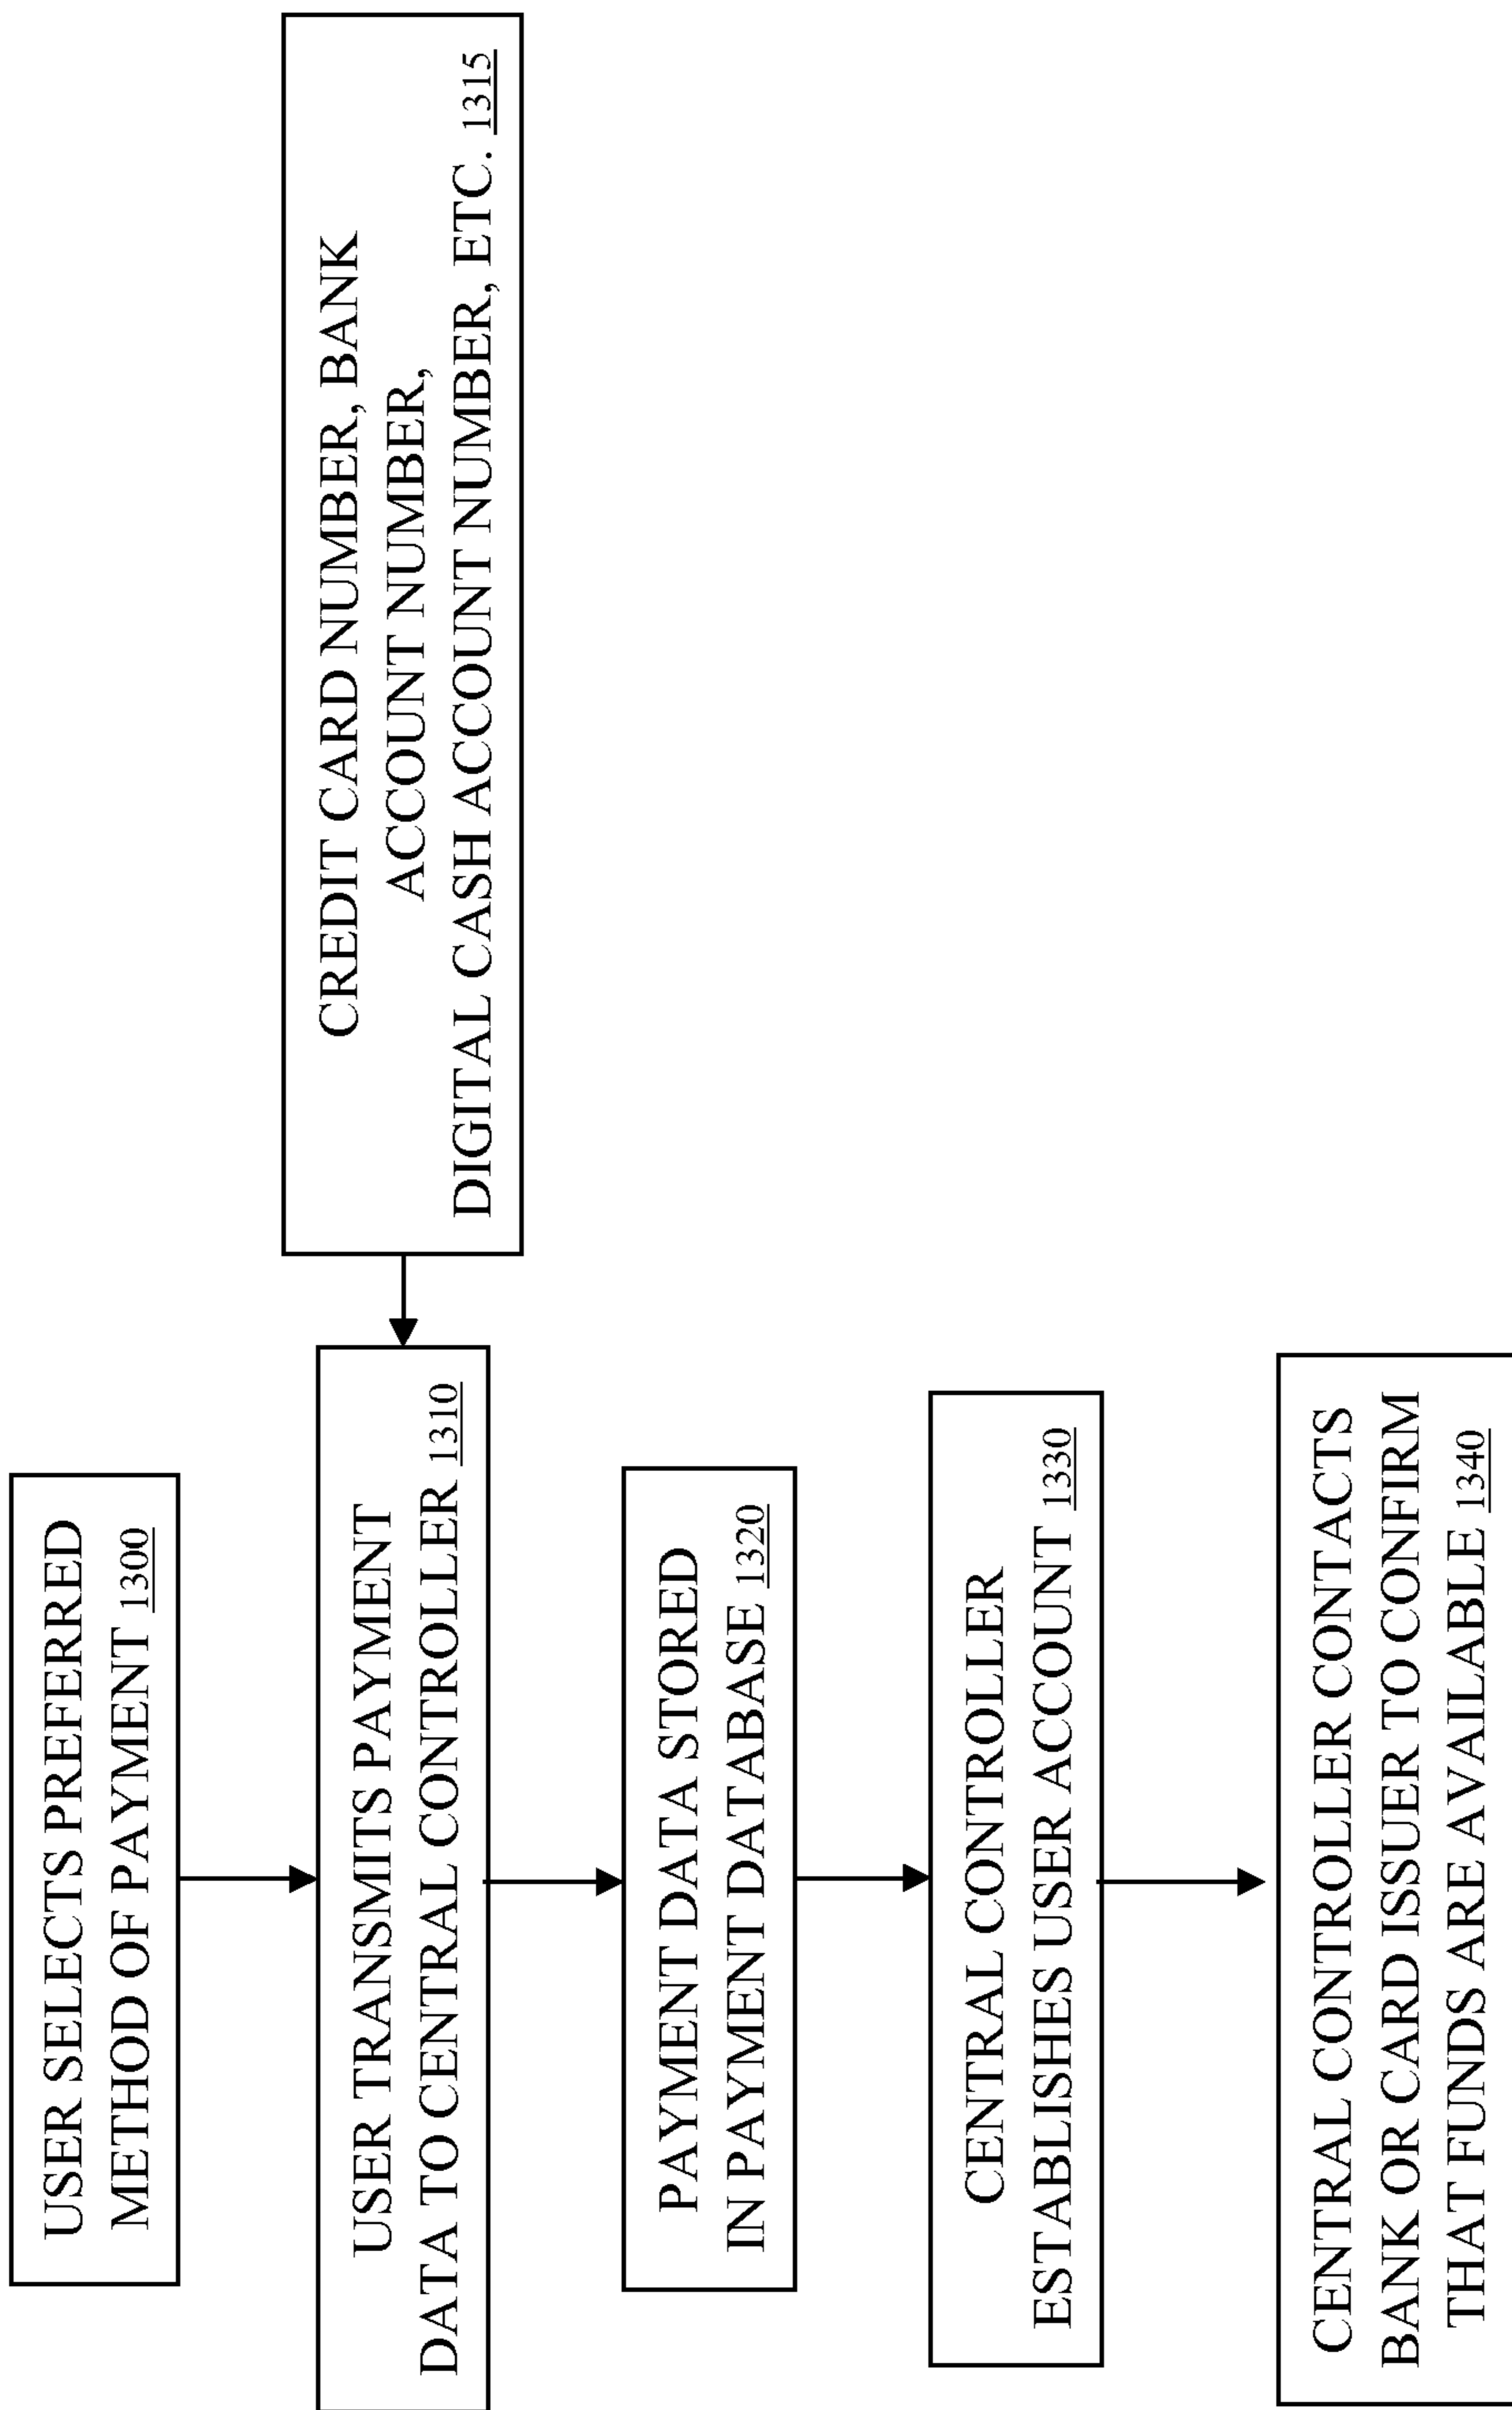 USER SELECTS PREFERRED
METHOD OF PAYMENT 1300
USER TRANSMITS PAYMENT
DATA TO CENTRAL CONTROLLER 1310
CREDIT CARD NUMBER, BANK
ACCOUNT NUMBER,
DIGITAL CASH ACCOUNT NUMBER, ETC. 1315
PAYMENT DATA STORED
IN PAYMENT DATABASE 1320
CENTRAL CONTROLLER
ESTABLISHES USER ACCOUNT 1330
CENTRAL CONTROLLER CONTACTS
BANK OR CARD ISSUER TO CONFIRM
THAT FUNDS ARE AVAILABLE 1340